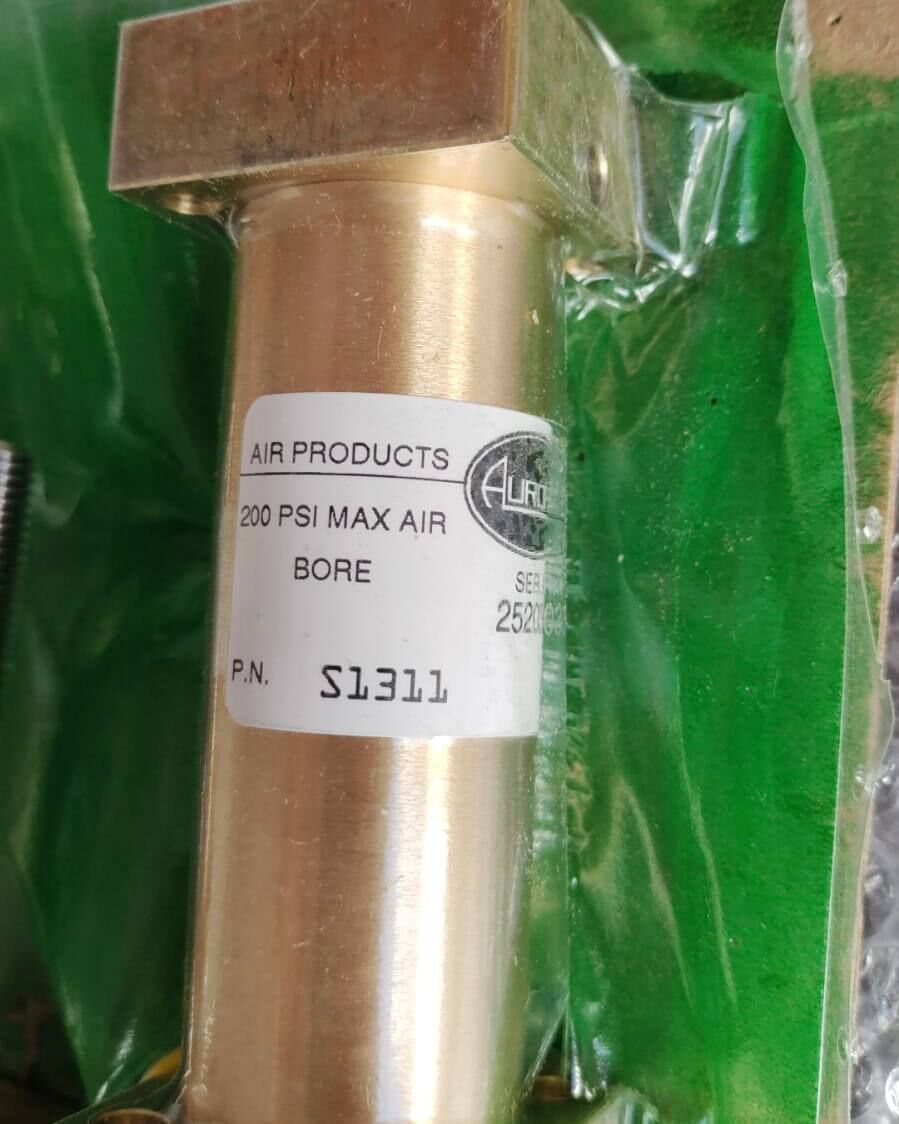 AIR PRODUCTS
200 PSI MAX AIR
BORE
P.N. S1311